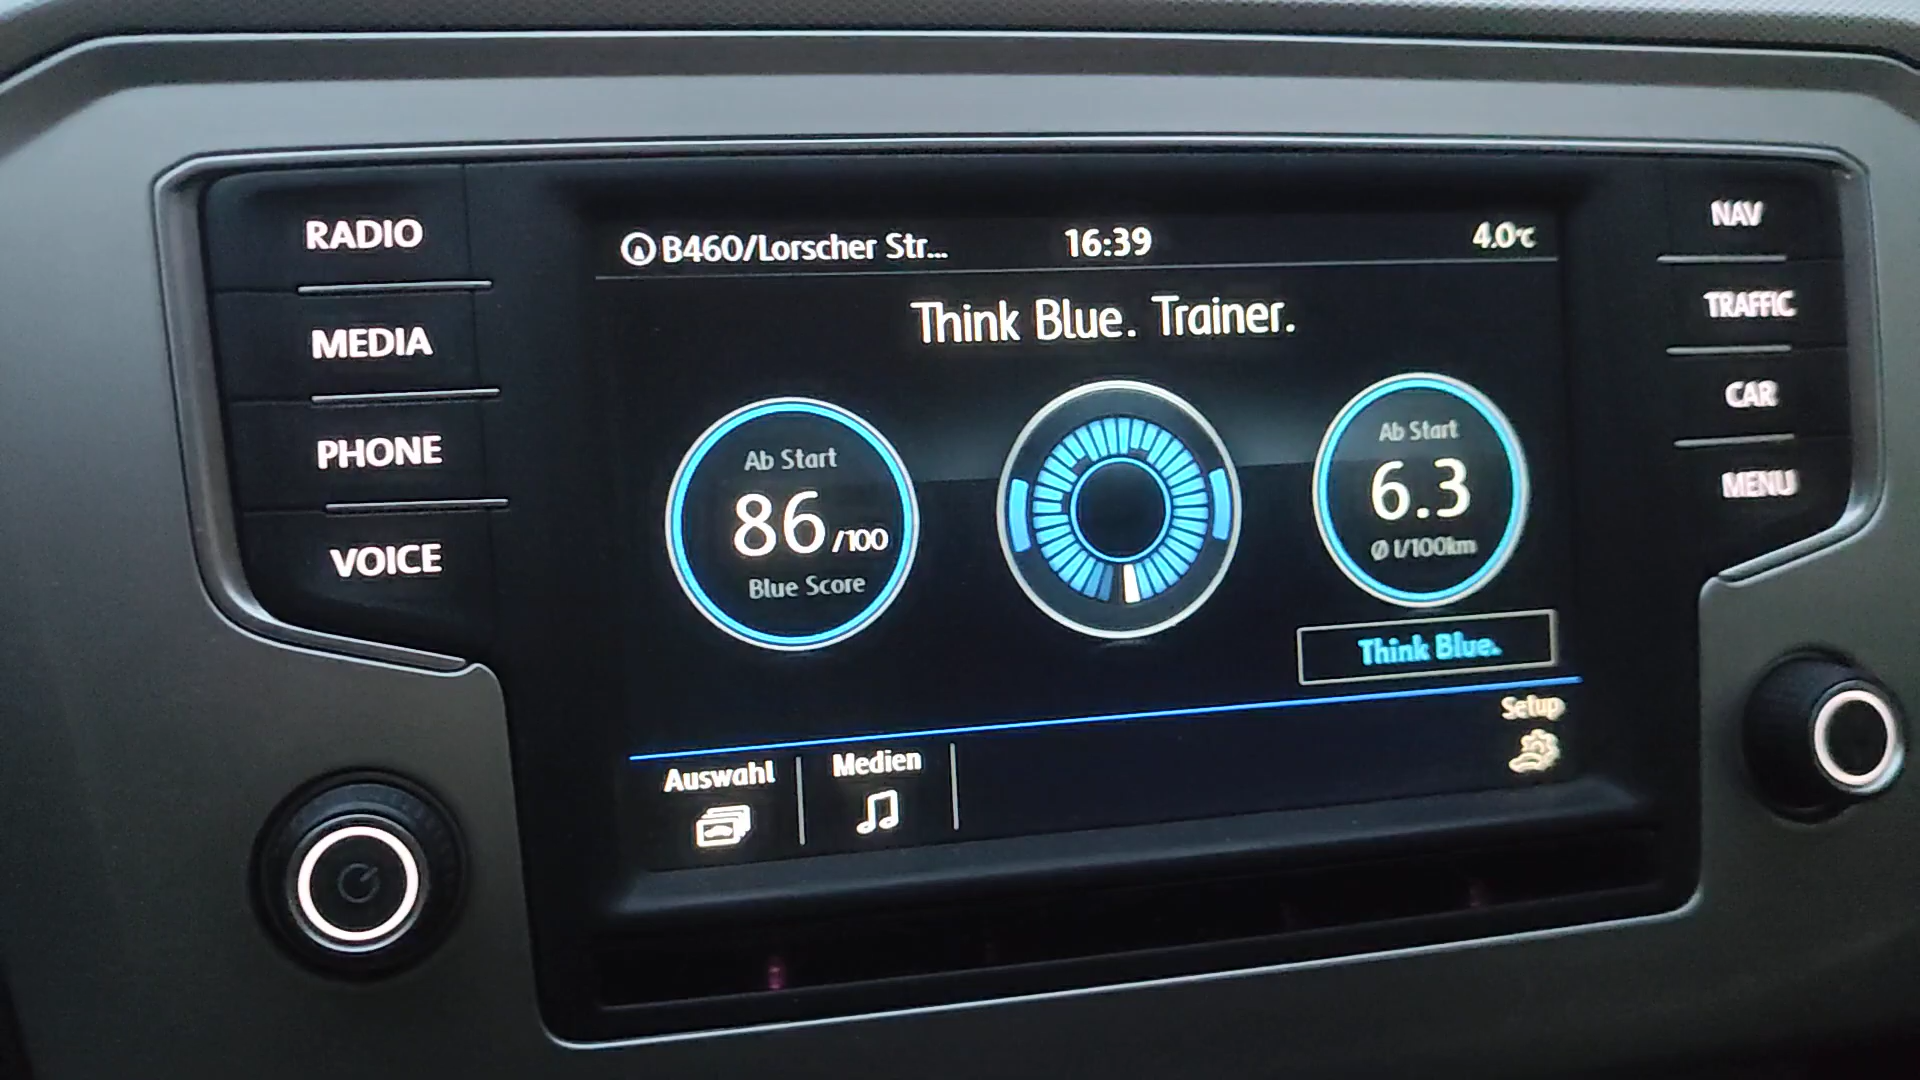 RADIO
MEDIA
PHONE
VOICE
B460/Lorscher Str...
16:39
4.0°C
Think Blue. Trainer.
Ab Start
86/100
Blue Score
Ab Start
6.3
Ø l/100km
Think Blue.
Auswahl
Medien
Setup
NAV
TRAFFIC
CAR
MENU